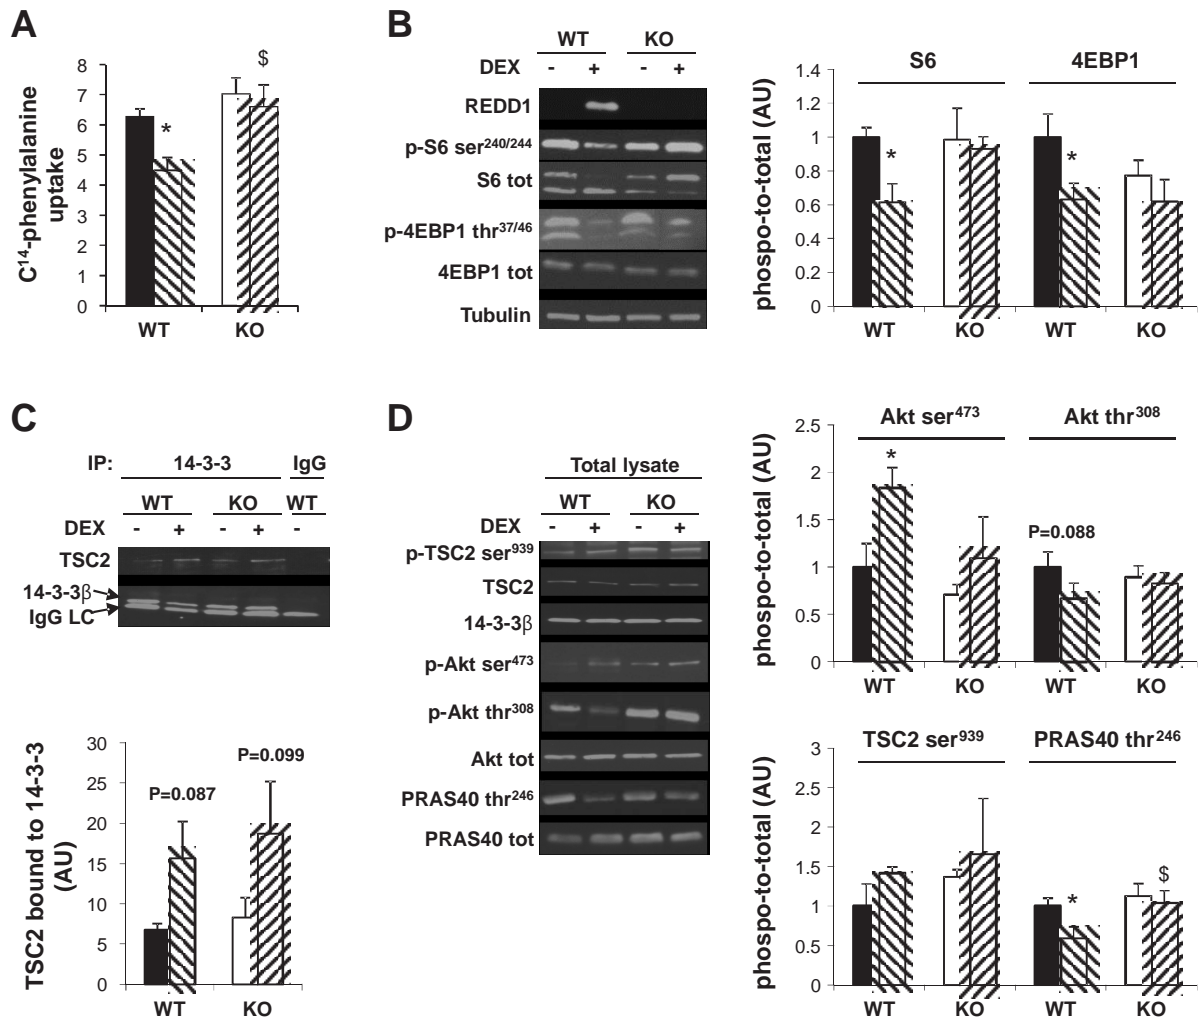 A
8
7
6
5
4
3
2
1
0
C¹⁴-phenylalanine
uptake
*
$
WT KO
B
WT KO
DEX - + - +
REDD1
p-S6 ser²⁴⁰/²⁴⁴
S6 tot
p-4EBP1 thr³⁷/⁴⁶
4EBP1 tot
Tubulin
S6 4EBP1
phospo-to-total (AU)
1.4
1.2
1
0.8
0.6
0.4
0.2
0
* *
WT KO WT KO
C
IP: 14-3-3 IgG
WT KO WT
DEX - + - + -
TSC2
14-3-3β
IgG LC
TSC2 bound to 14-3-3
(AU)
30
25
20
15
10
5
0
P=0.087
P=0.099
WT KO
D
Total lysate
WT KO
DEX - + - +
p-TSC2 ser⁹³⁹
TSC2
14-3-3β
p-Akt ser⁴⁷³
p-Akt thr³⁰⁸
Akt tot
PRAS40 thr²⁴⁶
PRAS40 tot
Akt ser⁴⁷³ Akt thr³⁰⁸
phospo-to-total (AU)
2.5
2
1.5
1
0.5
0
*
P=0.088
WT KO WT KO
TSC2 ser⁹³⁹ PRAS40 thr²⁴⁶
phospo-to-total (AU)
3
2.5
2
1.5
1
0.5
0
* $
WT KO WT KO